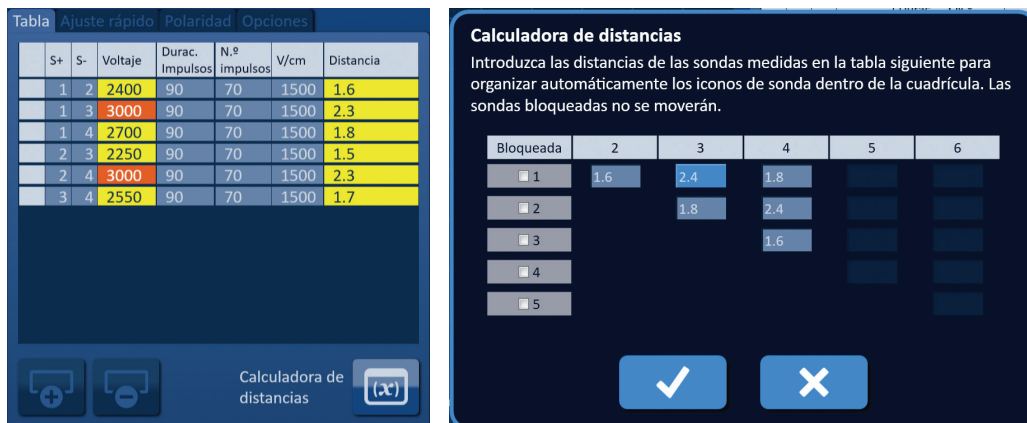 Tabla Ajuste rápido Polaridad Opciones
S+ S- Voltaje Durac. Impulsos N.º impulsos V/cm Distancia
1 2 2400 90 70 1500 1.6
1 3 3000 90 70 1500 2.3
1 4 2700 90 70 1500 1.8
2 3 2250 90 70 1500 1.5
2 4 3000 90 70 1500 2.3
3 4 2550 90 70 1500 1.7
Calculadora de
distancias
(x)
Calculadora de distancias
Introduzca las distancias de las sondas medidas en la tabla siguiente para
organizar automáticamente los iconos de sonda dentro de la cuadrícula. Las
sondas bloqueadas no se moverán.
Bloqueada 2 3 4 5 6
1 1.6 2.4 1.8
2 1.8 2.4
3 1.6
4
5